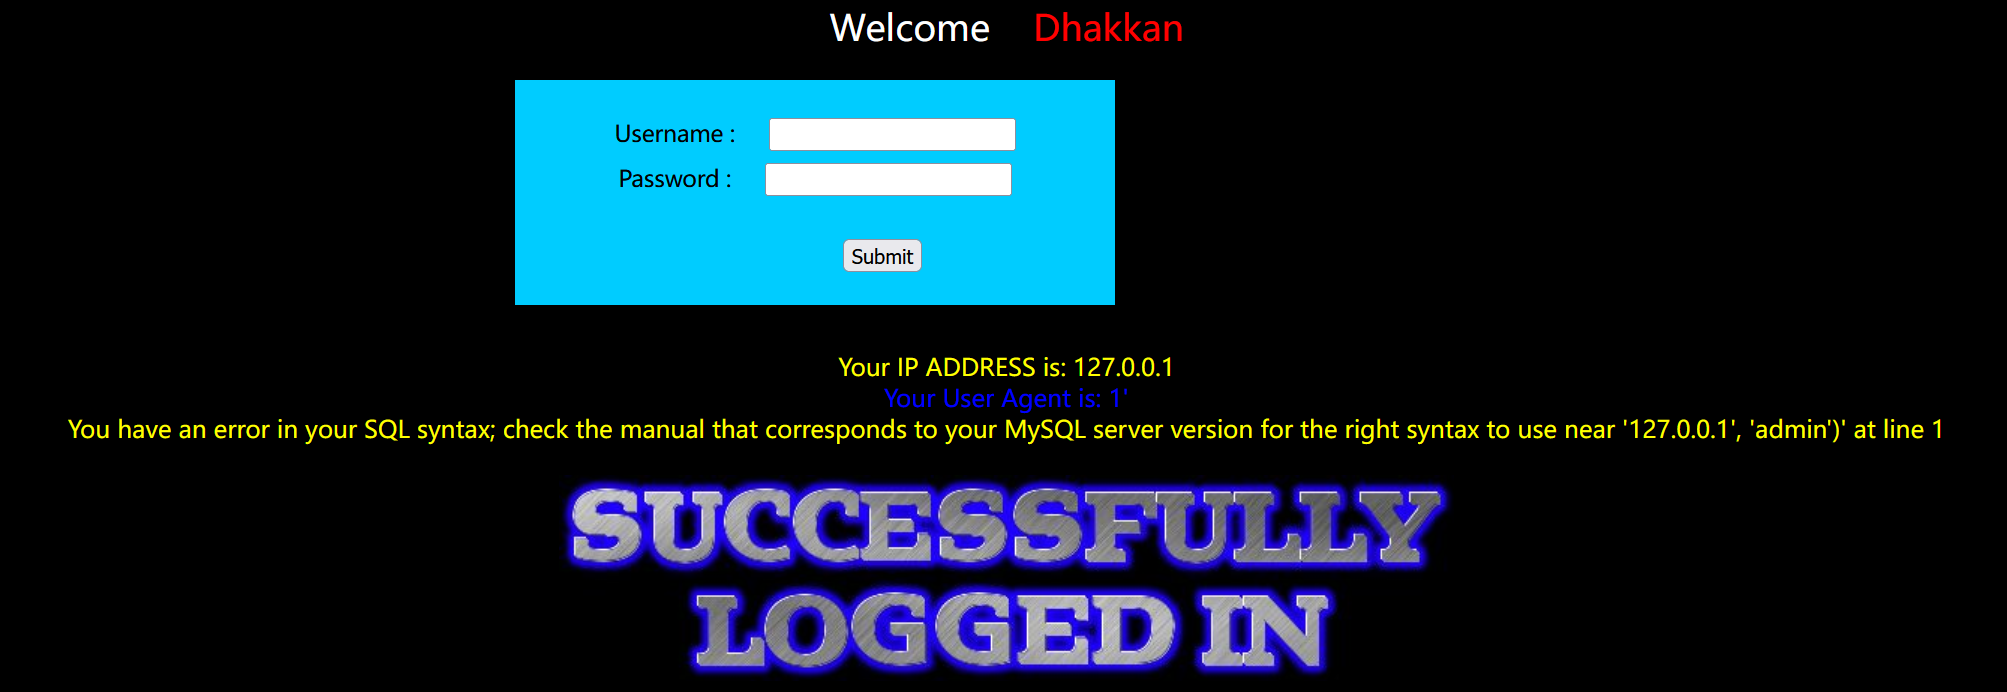 Welcome Dhakkan
Username :
Password :
Submit
Your IP ADDRESS is: 127.0.0.1
Your User Agent is: 1'
You have an error in your SQL syntax; check the manual that corresponds to your MySQL server version for the right syntax to use near '127.0.0.1', 'admin')' at line 1
SUCCESSFULLY
LOGGED IN